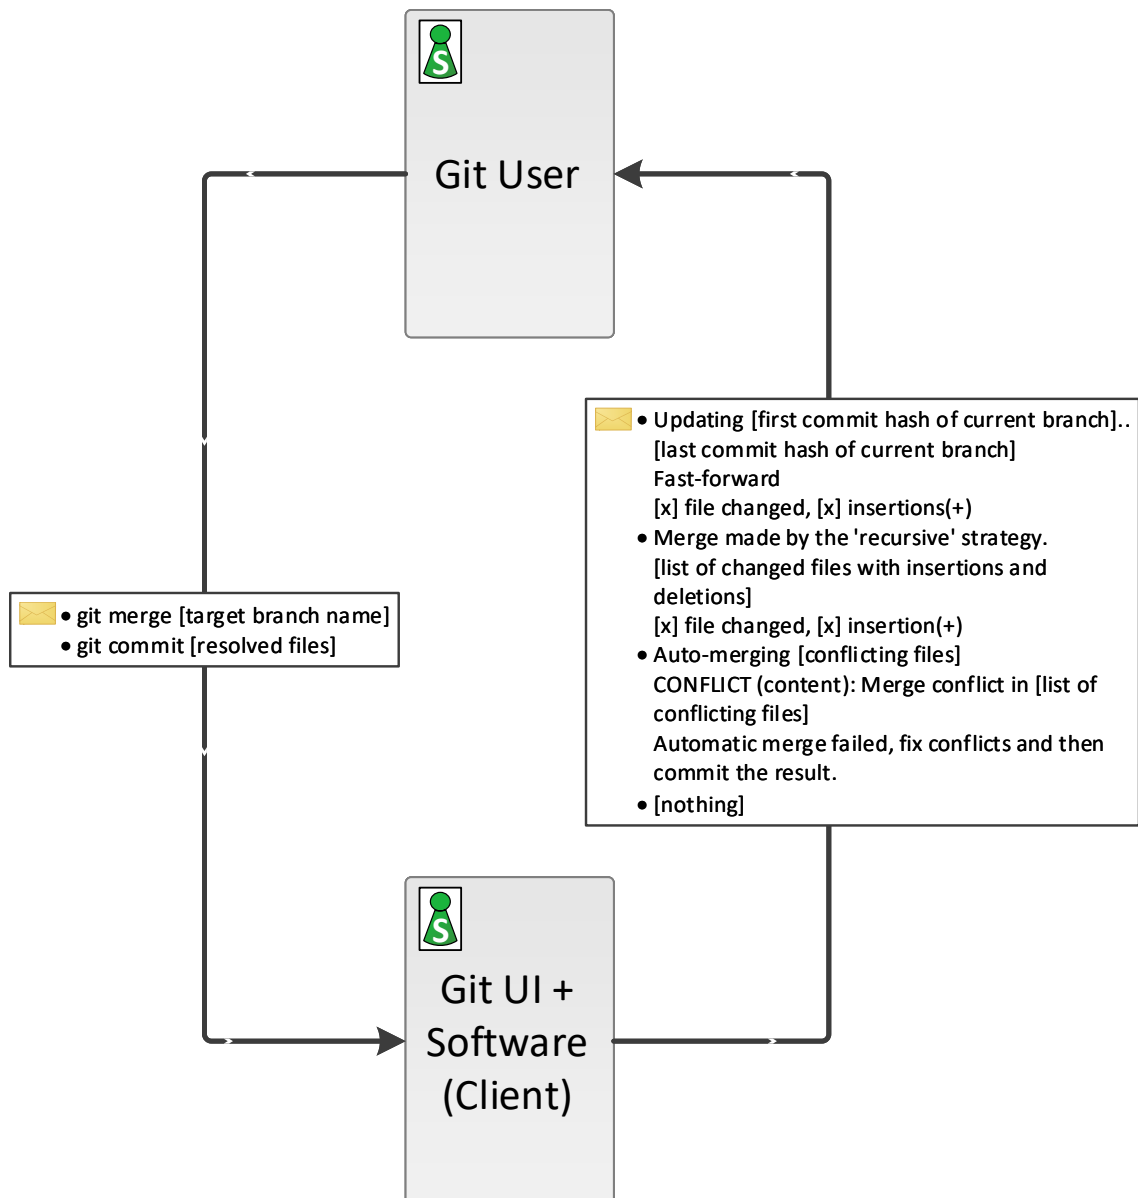 S
Git User
• Updating [first commit hash of current branch]..
[last commit hash of current branch]
Fast-forward
[x] file changed, [x] insertions(+)
• Merge made by the 'recursive' strategy.
[list of changed files with insertions and
deletions]
[x] file changed, [x] insertion(+)
• Auto-merging [conflicting files]
CONFLICT (content): Merge conflict in [list of
conflicting files]
Automatic merge failed, fix conflicts and then
commit the result.
• [nothing]
• git merge [target branch name]
• git commit [resolved files]
S
Git UI +
Software
(Client)